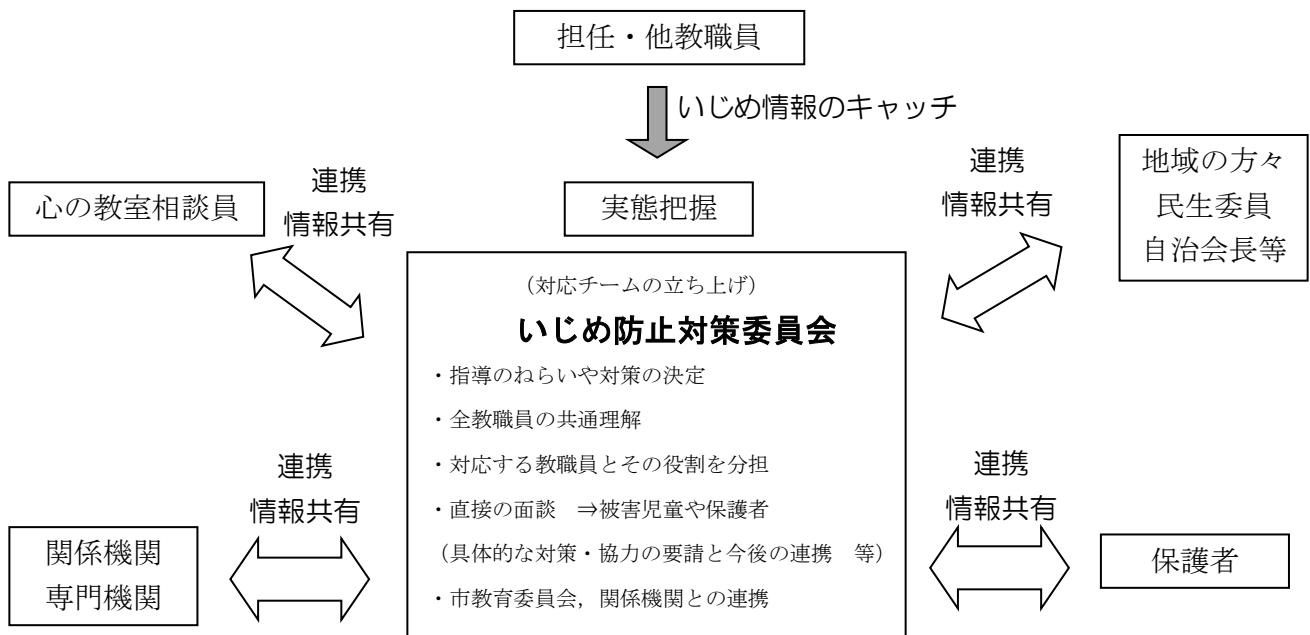 担任・他教職員
いじめ情報のキャッチ
心の教室相談員
連携
情報共有
実態把握
連携
情報共有
地域の方々
民生委員
自治会長等
（対応チームの立ち上げ）
いじめ防止対策委員会
・指導のねらいや対策の決定
・全教職員の共通理解
・対応する教職員とその役割を分担
・直接の面談　⇒被害児童や保護者
（具体的な対策・協力の要請と今後の連携　等）
・市教育委員会，関係機関との連携
連携
情報共有
関係機関
専門機関
連携
情報共有
保護者